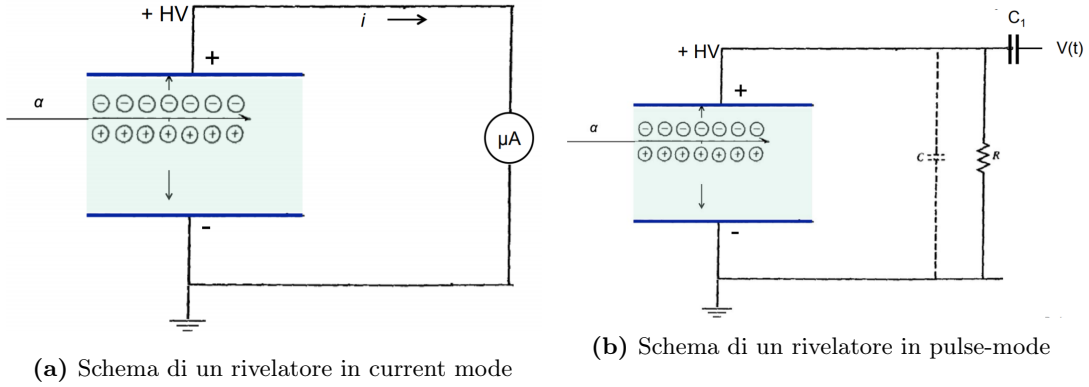 + HV
i
+
α
− − − − − − −
+ + + + + + +
μA
-
(a) Schema di un rivelatore in current mode
C1
V(t)
+ HV
+
α
− − − − − − −
+ + + + + + +
C
R
-
(b) Schema di un rivelatore in pulse-mode